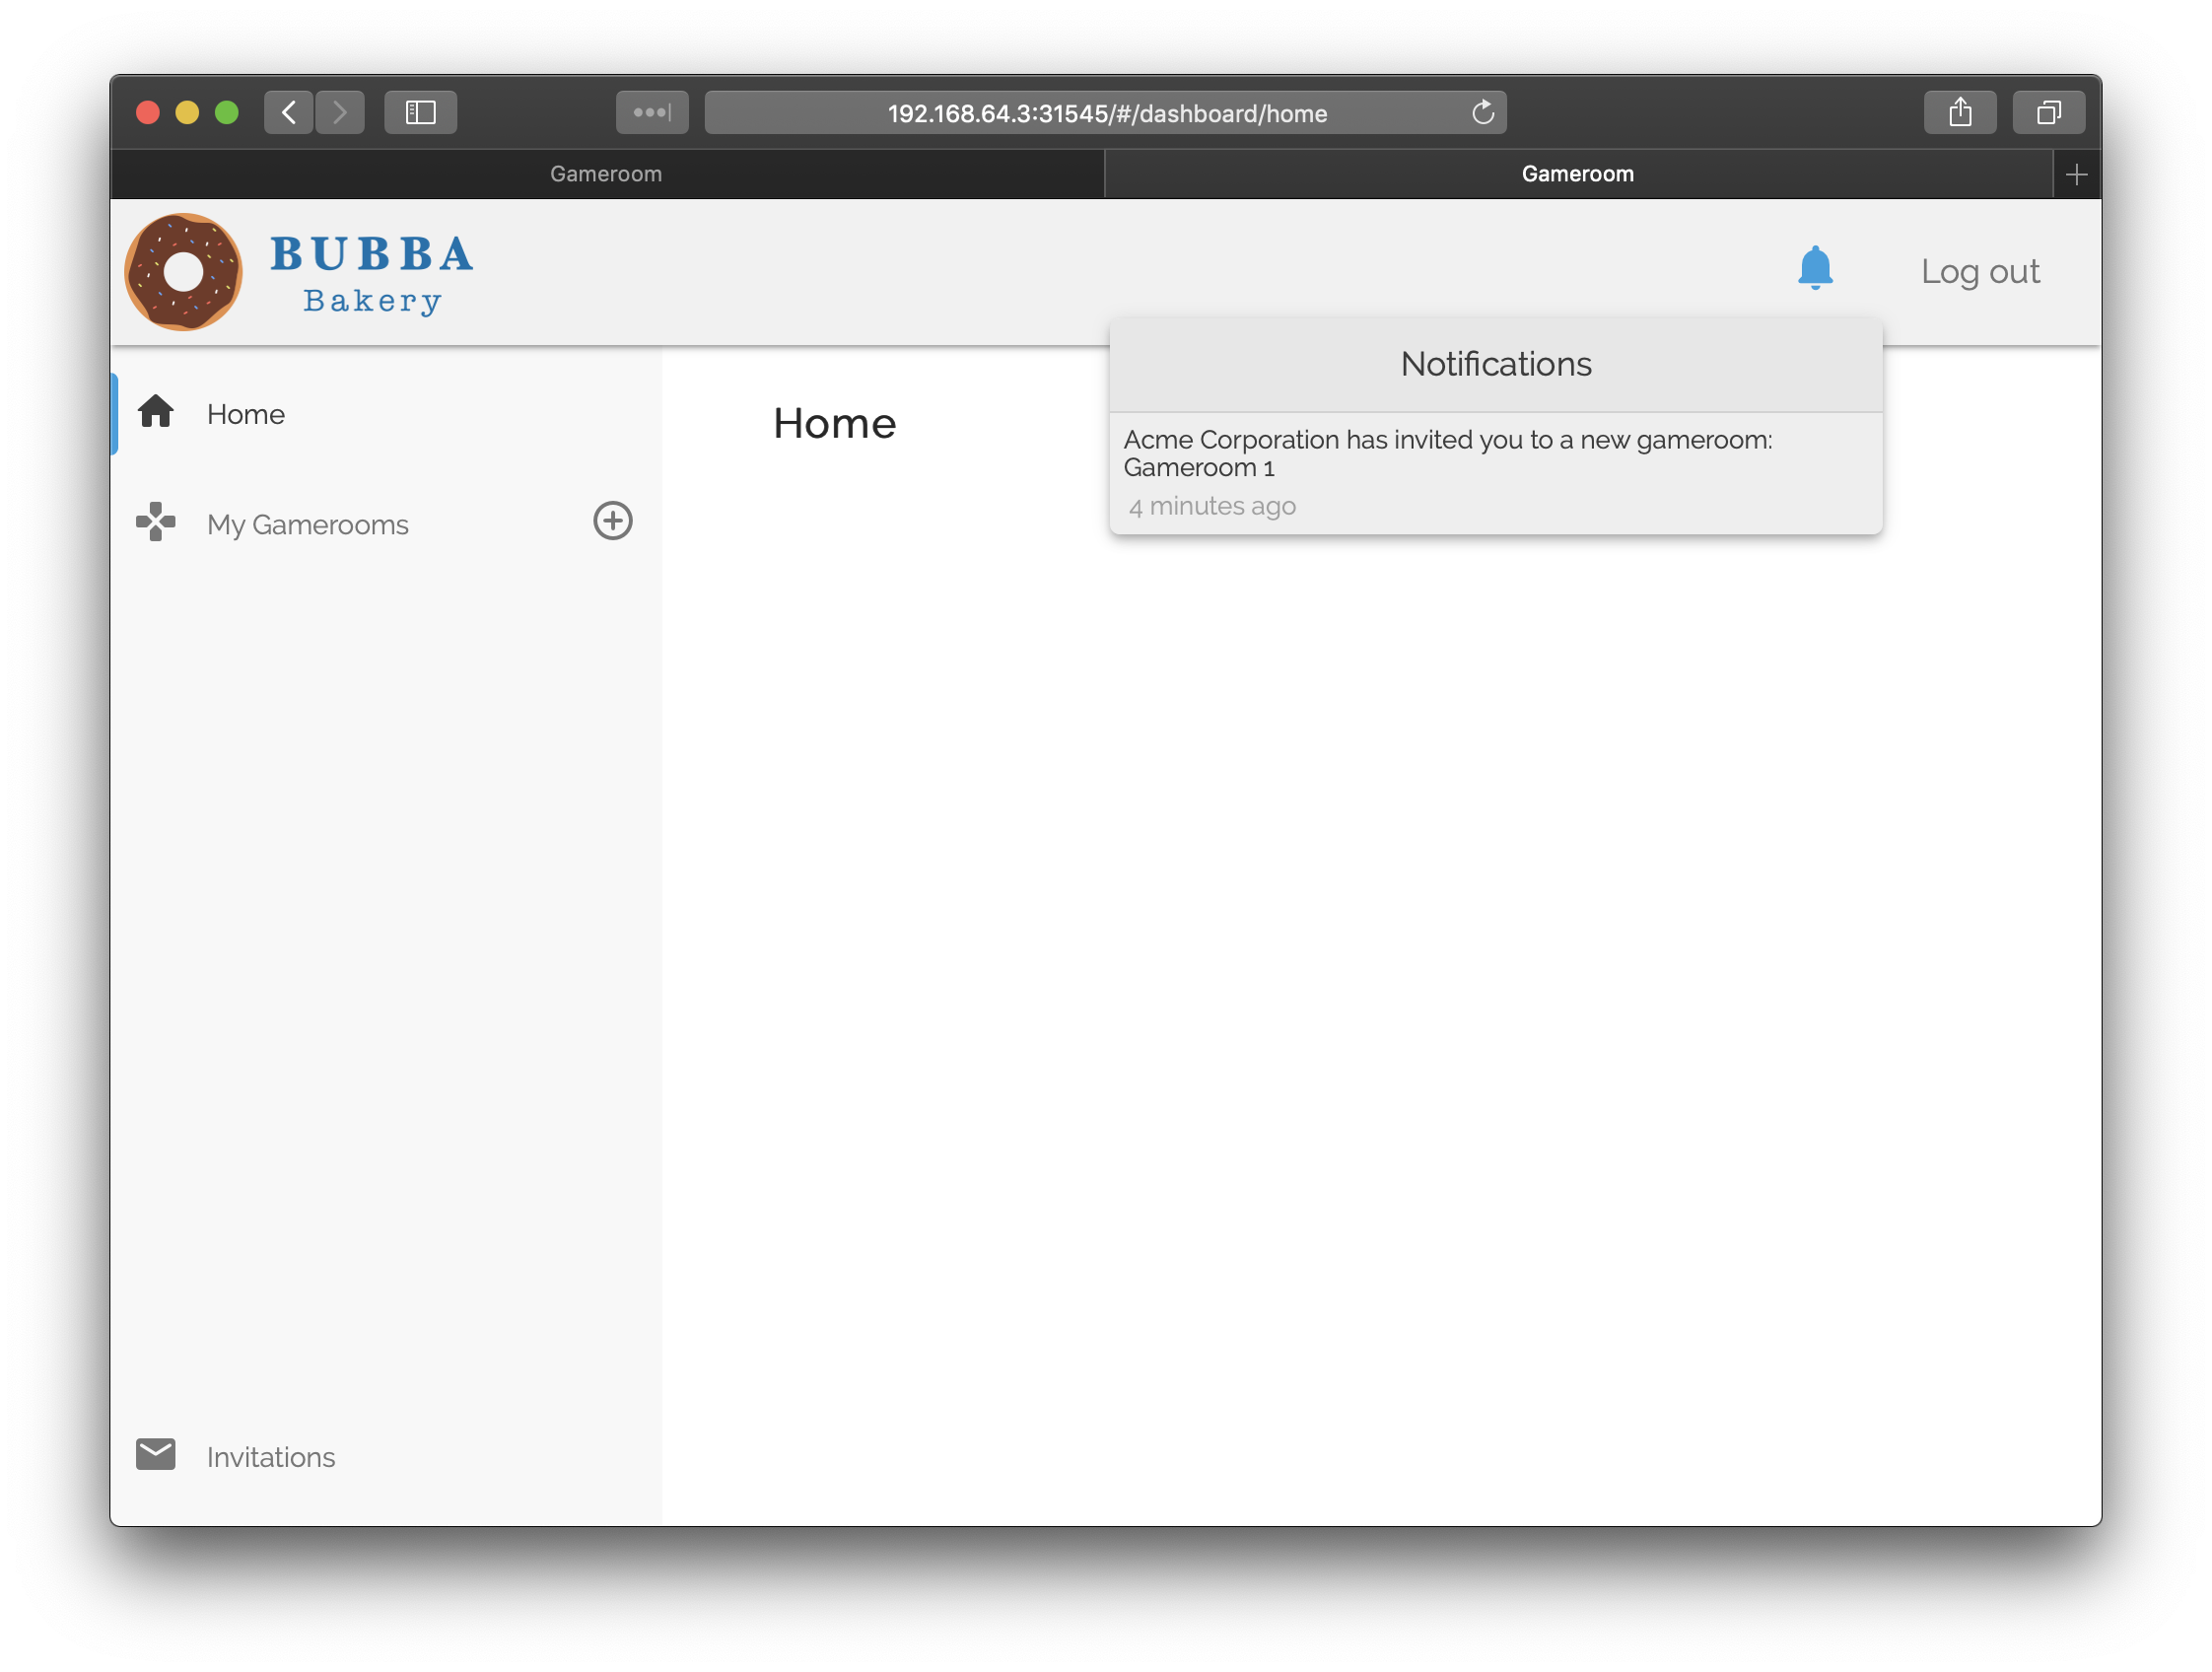 192.168.64.3:31545/#/dashboard/home
Gameroom
Gameroom
BUBBA
Bakery
Log out
Notifications
Acme Corporation has invited you to a new gameroom:
Gameroom 1
4 minutes ago
Home
Home
My Gamerooms
Invitations